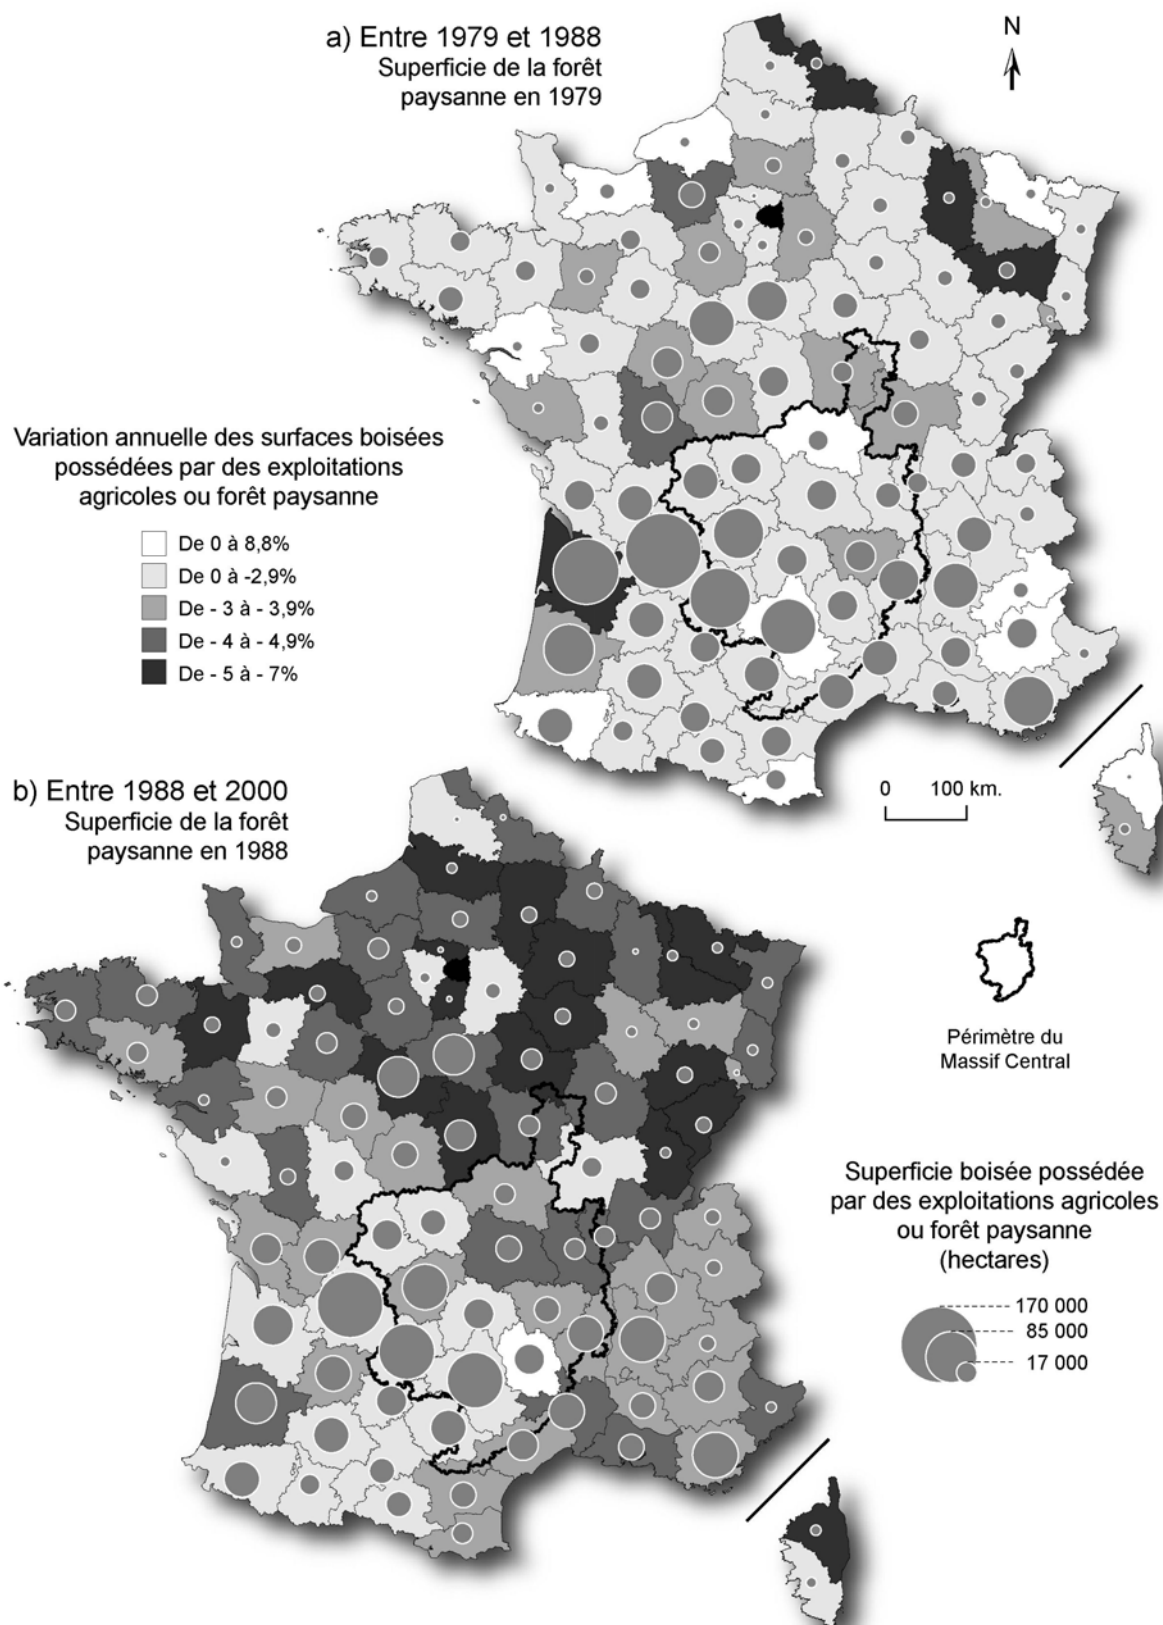 a) Entre 1979 et 1988
Superficie de la forêt
paysanne en 1979
N
Variation annuelle des surfaces boisées
possédées par des exploitations
agricoles ou forêt paysanne
De 0 à 8,8%
De 0 à -2,9%
De - 3 à - 3,9%
De - 4 à - 4,9%
De - 5 à - 7%
0 100 km.
b) Entre 1988 et 2000
Superficie de la forêt
paysanne en 1988
Périmètre du
Massif Central
Superficie boisée possédée
par des exploitations agricoles
ou forêt paysanne
(hectares)
170 000
85 000
17 000